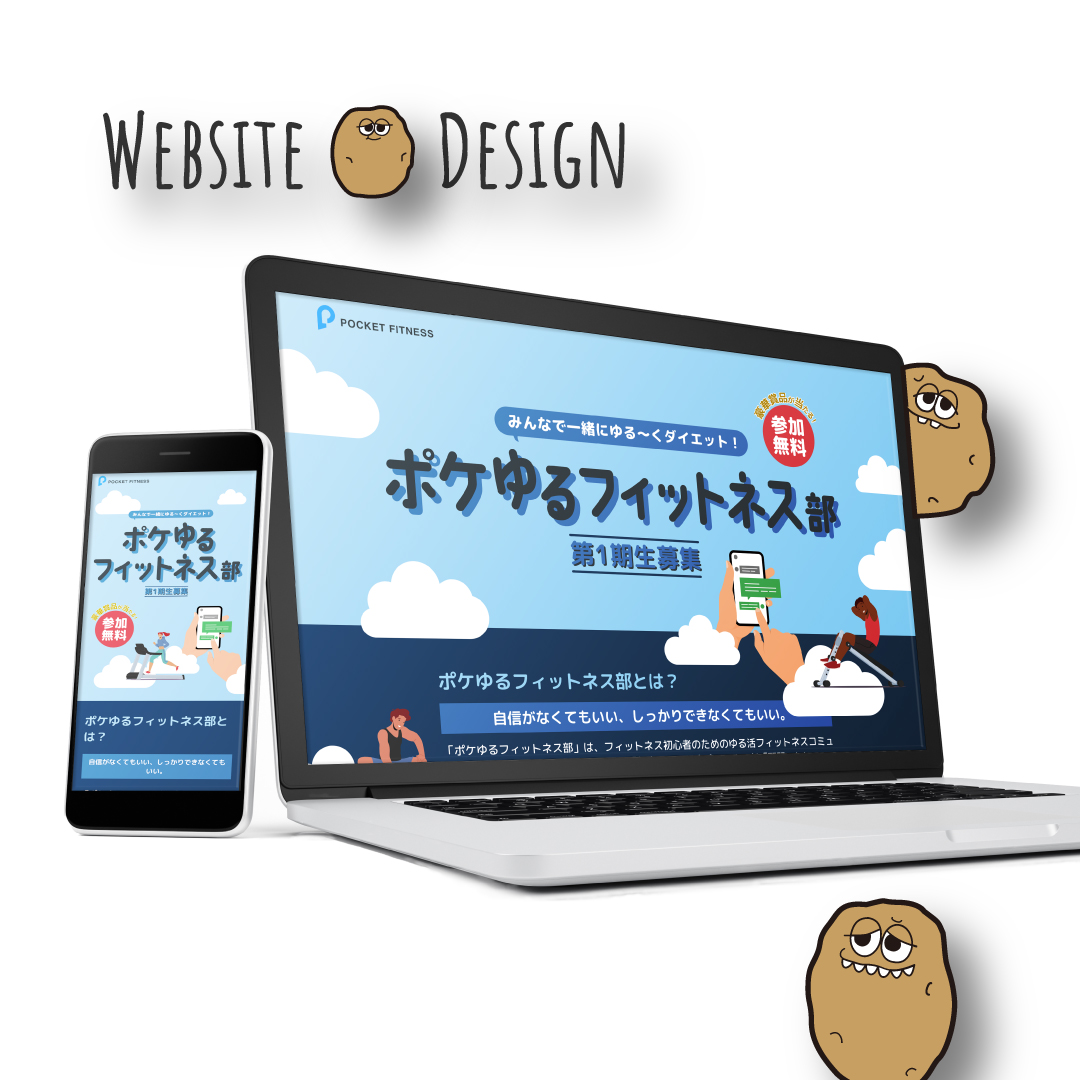 WEBSITE DESIGN
POCKET FITNESS
みんなで一緒にゆる〜くダイエット！
豪華賞品が当たる!
参加
無料
ポケゆるフィットネス部
第1期生募集
ポケゆるフィットネス部とは？
自信がなくてもいい、しっかりできなくてもいい。
「ポケゆるフィットネス部」は、フィットネス初心者のためのゆる活フィットネスコミュ
POCKET FITNESS
みんなで一緒にゆる〜くダイエット！
ポケゆる
フィットネス部
第1期生募集
豪華賞品が当たる!
参加
無料
ポケゆるフィットネス部と
は？
自信がなくてもいい、しっかりできなくても
いい。